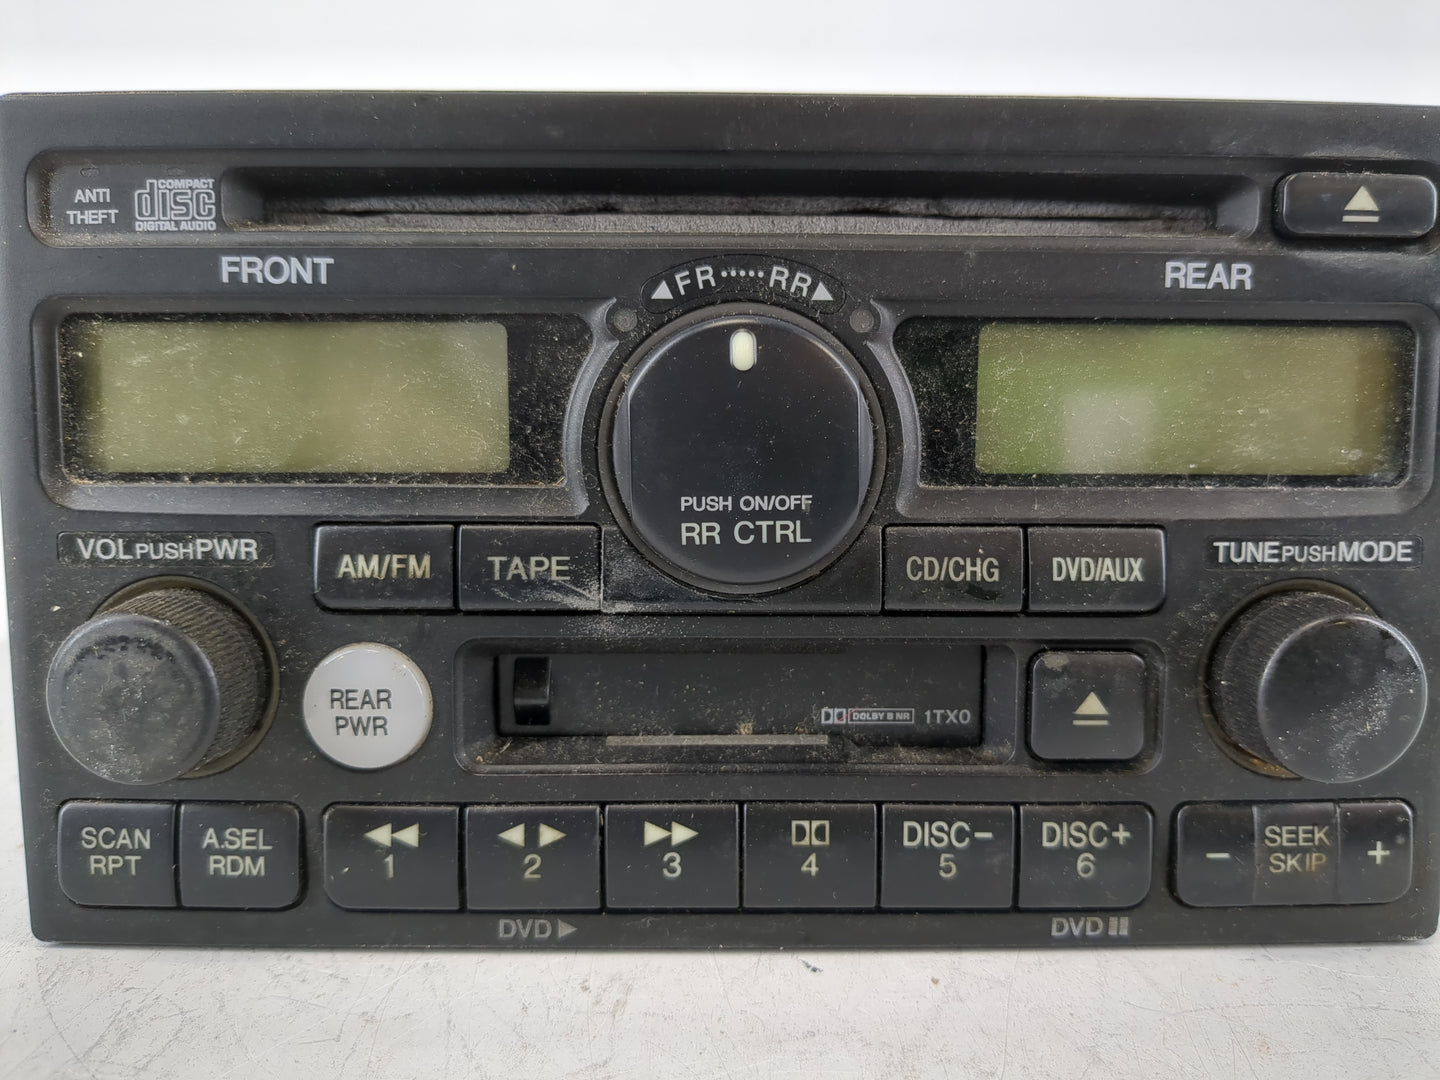 ANTI
THEFT
COMPACT
disc
DIGITAL AUDIO
FRONT
FR·····RR
REAR
PUSH ON/OFF
RR CTRL
VOL PUSH PWR
AM/FM
TAPE
CD/CHG
DVD/AUX
TUNE PUSH MODE
REAR
PWR
DOLBY B NR 1TX0
SCAN
RPT
A.SEL
RDM
1
2
3
4
DISC-
5
DISC+
6
-
SEEK
SKIP
+
DVD
DVD